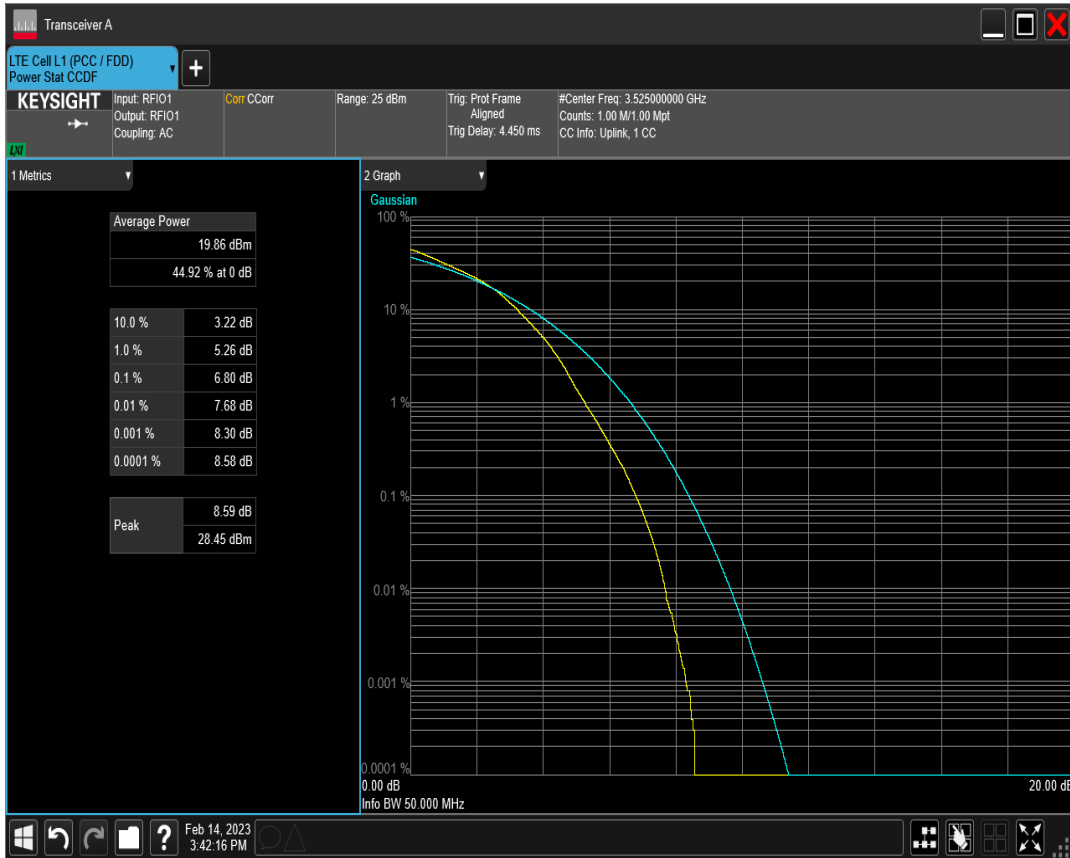 Transceiver A
LTE Cell L1 (PCC / FDD)
Power Stat CCDF
+
KEYSIGHT
LXI
Input: RFIO1
Output: RFIO1
Coupling: AC
Corr CCorr
Range: 25 dBm
Trig: Prot Frame
Aligned
Trig Delay: 4.450 ms
#Center Freq: 3.525000000 GHz
Counts: 1.00 M/1.00 Mpt
CC Info: Uplink, 1 CC
1 Metrics
Average Power
19.86 dBm
44.92 % at 0 dB
10.0 % 3.22 dB
1.0 % 5.26 dB
0.1 % 6.80 dB
0.01 % 7.68 dB
0.001 % 8.30 dB
0.0001 % 8.58 dB
Peak 8.59 dB
28.45 dBm
2 Graph
Gaussian
100 %
10 %
1 %
0.1 %
0.01 %
0.001 %
0.0001 %
0.00 dB 20.00 dB
Info BW 50.000 MHz
?
Feb 14, 2023
3:42:16 PM